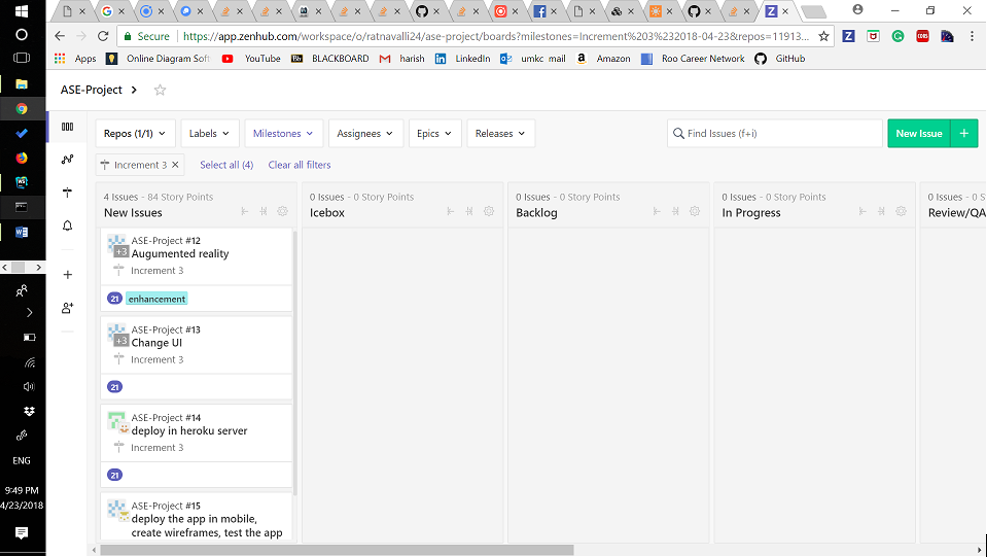 Secure
https://app.zenhub.com/workspace/o/ratnavalli24/ase-project/boards?milestones=Increment%203%232018-04-23&repos=11913...
Apps
Online Diagram Soft
YouTube
BLACKBOARD
harish
LinkedIn
umkc mail
Amazon
Roo Career Network
GitHub
ASE-Project
Repos (1/1)
Labels
Milestones
Assignees
Epics
Releases
Find Issues (f+i)
New Issue
Increment 3
Select all (4)
Clear all filters
4 Issues - 84 Story Points
New Issues
0 Issues - 0 Story Points
Icebox
0 Issues - 0 Story Points
Backlog
0 Issues - 0 Story Points
In Progress
0 Issues - 0 Story
Review/QA
ASE-Project #12
+3
Augumented reality
Increment 3
21 enhancement
ASE-Project #13
+3
Change UI
Increment 3
21
ASE-Project #14
deploy in heroku server
Increment 3
21
ASE-Project #15
deploy the app in mobile,
create wireframes, test the app
ENG
9:49 PM
4/23/2018